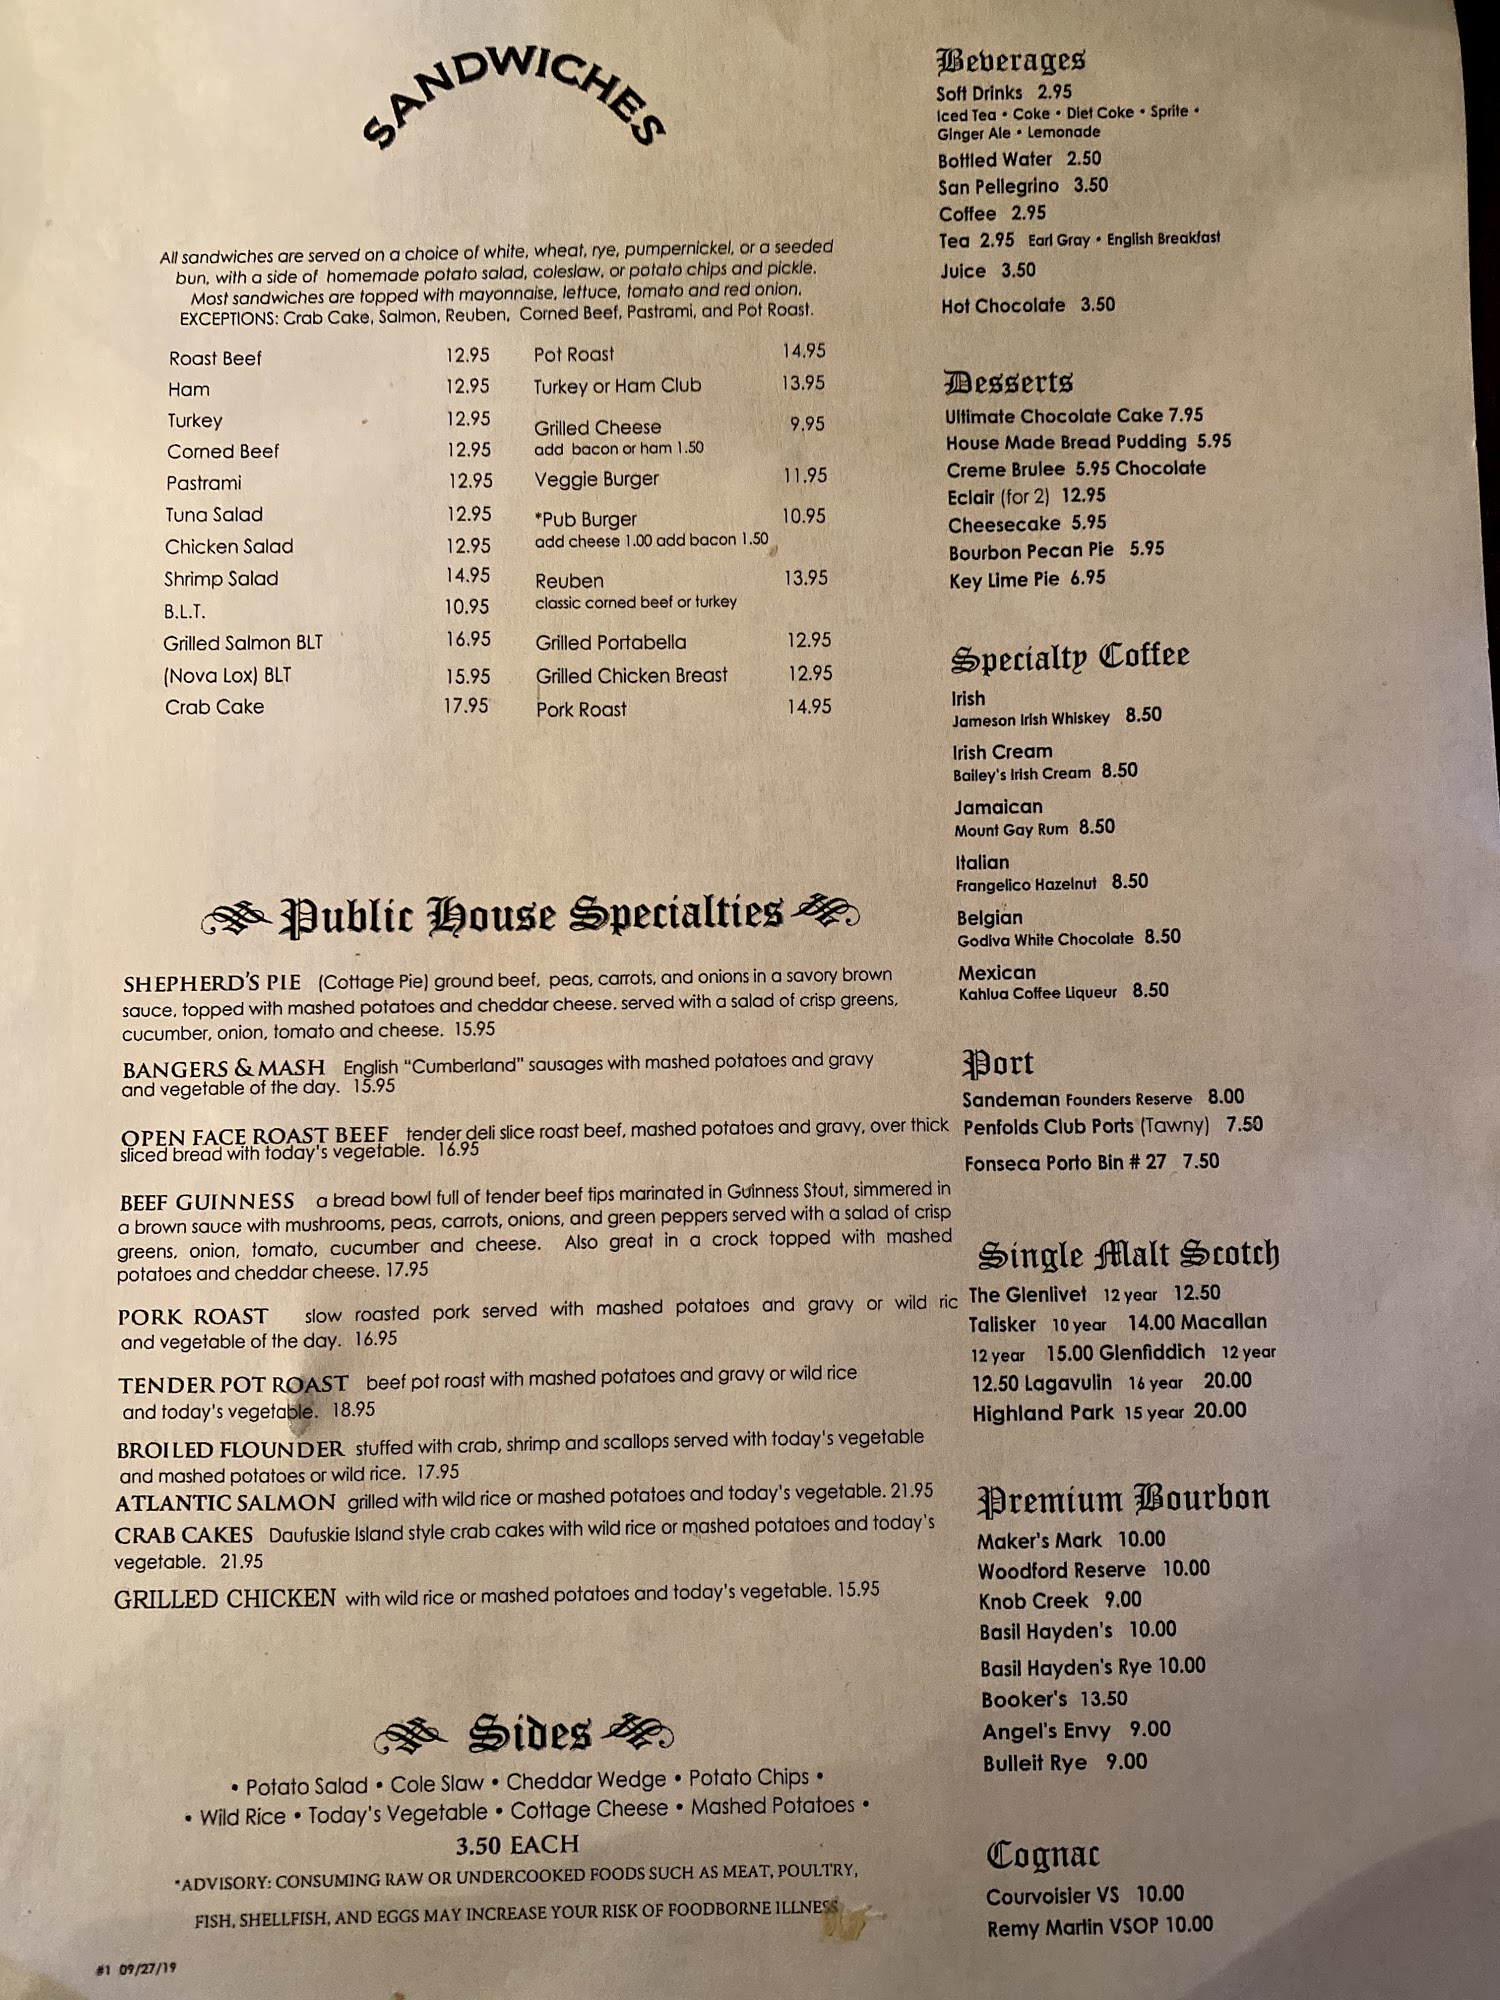 SANDWICHES
All sandwiches are served on a choice of white, wheat, rye, pumpernickel, or a seeded
bun, with a side of homemade potato salad, coleslaw, or potato chips and pickle.
Most sandwiches are topped with mayonnaise, lettuce, tomato and red onion.
EXCEPTIONS: Crab Cake, Salmon, Reuben, Corned Beef, Pastrami, and Pot Roast.
Roast Beef 12.95
Ham 12.95
Turkey 12.95
Corned Beef 12.95
Pastrami 12.95
Tuna Salad 12.95
Chicken Salad 12.95
Shrimp Salad 14.95
B.L.T. 10.95
Grilled Salmon BLT 16.95
(Nova Lox) BLT 15.95
Crab Cake 17.95
Pot Roast 14.95
Turkey or Ham Club 13.95
Grilled Cheese 9.95
add bacon or ham 1.50
Veggie Burger 11.95
*Pub Burger 10.95
add cheese 1.00 add bacon 1.50
Reuben 13.95
classic corned beef or turkey
Grilled Portabella 12.95
Grilled Chicken Breast 12.95
Pork Roast 14.95
Public House Specialties
SHEPHERD'S PIE (Cottage Pie) ground beef, peas, carrots, and onions in a savory brown
sauce, topped with mashed potatoes and cheddar cheese. served with a salad of crisp greens,
cucumber, onion, tomato and cheese. 15.95
BANGERS & MASH English "Cumberland" sausages with mashed potatoes and gravy
and vegetable of the day. 15.95
OPEN FACE ROAST BEEF tender deli slice roast beef, mashed potatoes and gravy, over thick
sliced bread with today's vegetable. 16.95
BEEF GUINNESS a bread bowl full of tender beef tips marinated in Guinness Stout, simmered in
a brown sauce with mushrooms, peas, carrots, onions, and green peppers served with a salad of crisp
greens, onion, tomato, cucumber and cheese. Also great in a crock topped with mashed
potatoes and cheddar cheese. 17.95
PORK ROAST slow roasted pork served with mashed potatoes and gravy or wild ric
and vegetable of the day. 16.95
TENDER POT ROAST beef pot roast with mashed potatoes and gravy or wild rice
and today's vegetable. 18.95
BROILED FLOUNDER stuffed with crab, shrimp and scallops served with today's vegetable
and mashed potatoes or wild rice. 17.95
ATLANTIC SALMON grilled with wild rice or mashed potatoes and today's vegetable. 21.95
CRAB CAKES Daufuskie Island style crab cakes with wild rice or mashed potatoes and today's
vegetable. 21.95
GRILLED CHICKEN with wild rice or mashed potatoes and today's vegetable. 15.95
Sides
• Potato Salad • Cole Slaw • Cheddar Wedge • Potato Chips •
• Wild Rice • Today's Vegetable • Cottage Cheese • Mashed Potatoes •
3.50 EACH
*ADVISORY: CONSUMING RAW OR UNDERCOOKED FOODS SUCH AS MEAT, POULTRY,
FISH, SHELLFISH, AND EGGS MAY INCREASE YOUR RISK OF FOODBORNE ILLNESS
#1 09/27/19
Beverages
Soft Drinks 2.95
Iced Tea • Coke • Diet Coke • Sprite •
Ginger Ale • Lemonade
Bottled Water 2.50
San Pellegrino 3.50
Coffee 2.95
Tea 2.95 Earl Gray • English Breakfast
Juice 3.50
Hot Chocolate 3.50
Desserts
Ultimate Chocolate Cake 7.95
House Made Bread Pudding 5.95
Creme Brulee 5.95 Chocolate
Eclair (for 2) 12.95
Cheesecake 5.95
Bourbon Pecan Pie 5.95
Key Lime Pie 6.95
Specialty Coffee
Irish
Jameson Irish Whiskey 8.50
Irish Cream
Bailey's Irish Cream 8.50
Jamaican
Mount Gay Rum 8.50
Italian
Frangelico Hazelnut 8.50
Belgian
Godiva White Chocolate 8.50
Mexican
Kahlua Coffee Liqueur 8.50
Port
Sandeman Founders Reserve 8.00
Penfolds Club Ports (Tawny) 7.50
Fonseca Porto Bin # 27 7.50
Single Malt Scotch
The Glenlivet 12 year 12.50
Talisker 10 year 14.00 Macallan
12 year 15.00 Glenfiddich 12 year
12.50 Lagavulin 16 year 20.00
Highland Park 15 year 20.00
Premium Bourbon
Maker's Mark 10.00
Woodford Reserve 10.00
Knob Creek 9.00
Basil Hayden's 10.00
Basil Hayden's Rye 10.00
Booker's 13.50
Angel's Envy 9.00
Bulleit Rye 9.00
Cognac
Courvoisier VS 10.00
Remy Martin VSOP 10.00